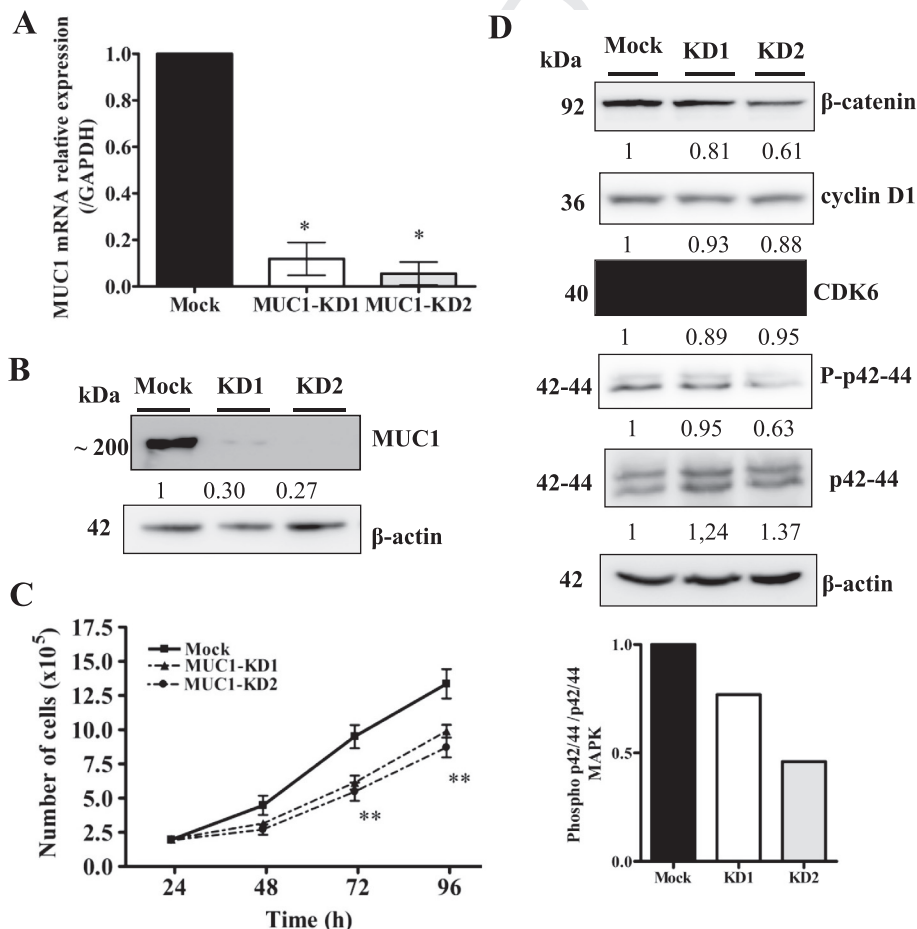 A
MUC1 mRNA relative expression
(/GAPDH)
1.0
0.8
0.6
0.4
0.2
0.0
*
*
Mock
MUC1-KD1
MUC1-KD2
B
kDa
Mock
KD1
KD2
~ 200
MUC1
1
0.30
0.27
42
β-actin
C
Number of cells (x10⁵)
17.5
15.0
12.5
10.0
7.5
5.0
2.5
0.0
Mock
MUC1-KD1
MUC1-KD2
**
**
24
48
72
96
Time (h)
D
kDa
Mock
KD1
KD2
92
β-catenin
1
0.81
0.61
36
cyclin D1
1
0.93
0.88
40
CDK6
1
0.89
0.95
42-44
P-p42-44
1
0.95
0.63
42-44
p42-44
1
1,24
1.37
42
β-actin
Phospho p42/44 /p42/44
MAPK
1.0
0.5
0.0
Mock
KD1
KD2